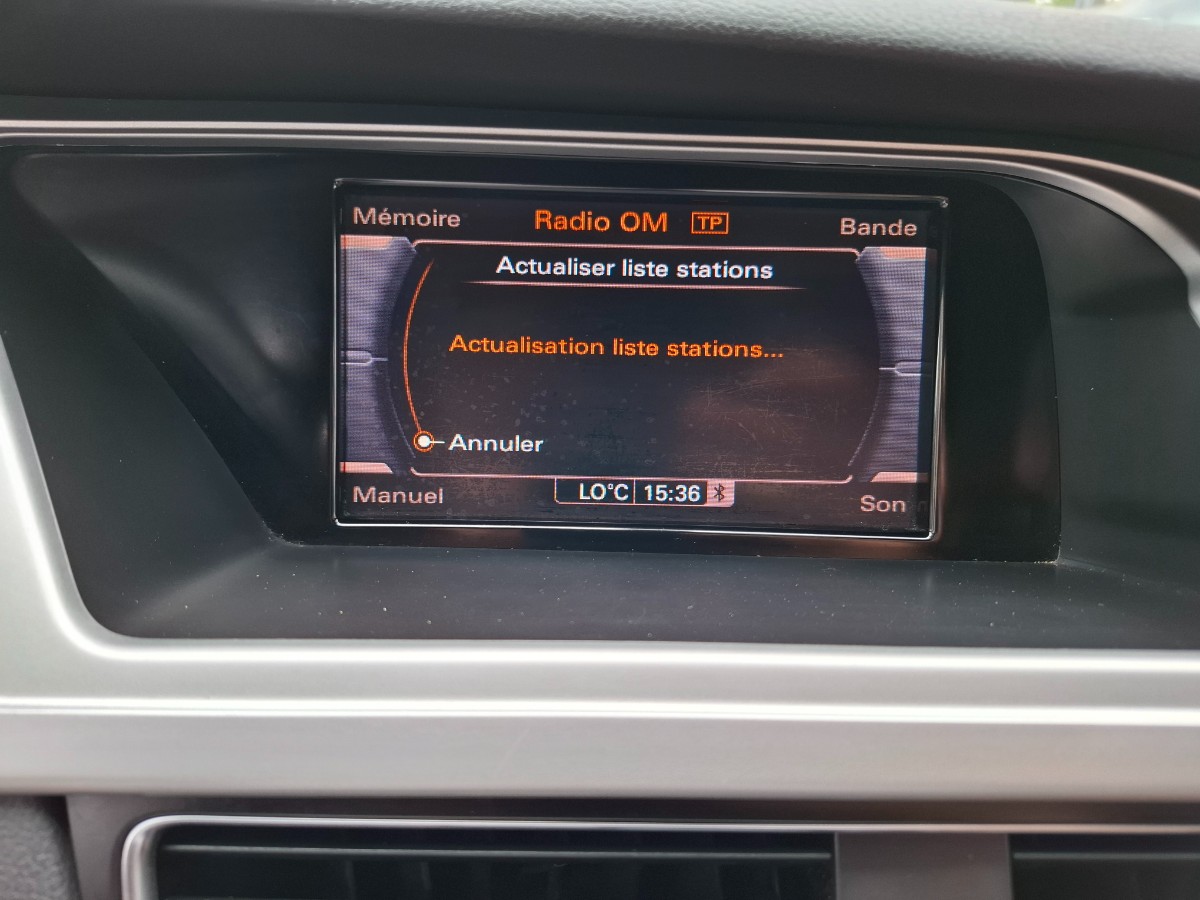 Mémoire Radio OM TP Bande
Actualiser liste stations
Actualisation liste stations...
Annuler
Manuel LO°C 15:36 Son